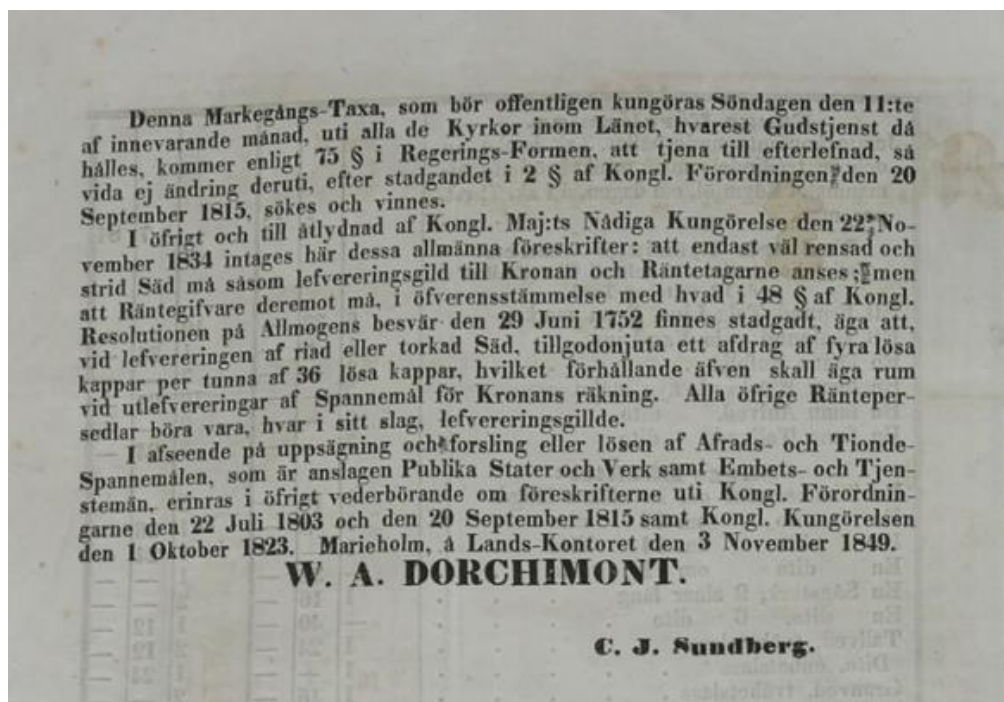 Denna Markegångs-Taxa, som bör offentligen kungöras Söndagen den 11:te
af innevarande månad, uti alla de Kyrkor inom Länet, hvarest Gudstjenst då
hålles, kommer enligt 75 § i Regerings-Formen, att tjena till efterlefnad, så
vida ej ändring deruti, efter stadgandet i 2 § af Kongl. Förordningen den 20
September 1815, sökes och vinnes.
I öfrigt och till åtlydnad af Kongl. Maj:ts Nådiga Kungörelse den 22 No-
vember 1834 intages här dessa allmänna föreskrifter: att endast väl rensad och
strid Säd må såsom lefvereringsgild till Kronan och Räntetagarne anses; men
att Räntegifvare deremot må, i öfverensstämmelse med hvad i 48 § af Kongl.
Resolutionen på Allmogens besvär den 29 Juni 1752 finnes stadgadt, äga att,
vid lefvereringen af riad eller torkad Säd, tillgodonjuta ett afdrag af fyra lösa
kappar per tunna af 36 lösa kappar, hvilket förhållande äfven skall äga rum
vid utlefvereringar af Spannemål för Kronans räkning. Alla öfrige Ränteper-
sedlar böra vara, hvar i sitt slag, lefvereringsgillde.
I afseende på uppsägning och forsling eller lösen af Afrads- och Tionde-
Spannemålen, som är anslagen Publika Stater och Verk samt Embets- och Tjen-
stemän, erinras i öfrigt vederbörande om föreskrifterne uti Kongl. Förordnin-
garne den 22 Juli 1803 och den 20 September 1815 samt Kongl. Kungörelsen
den 1 Oktober 1823. Marieholm, å Lands-Kontoret den 3 November 1849.
W. A. DORCHIMONT.
C. J. Sundberg.